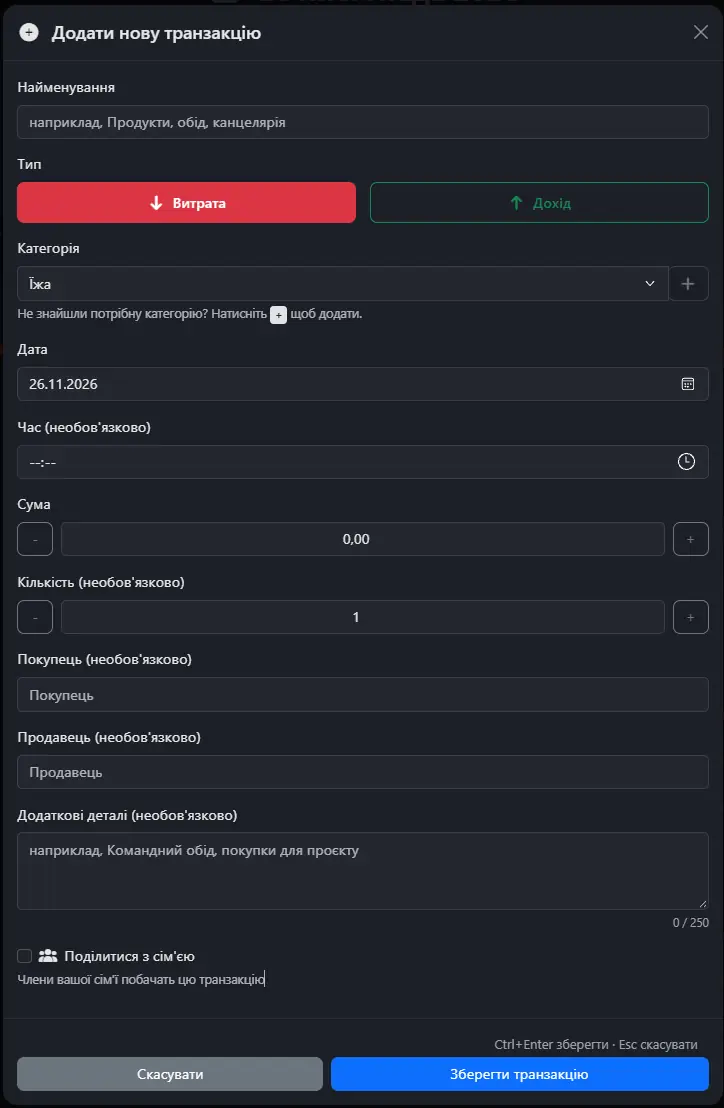 Додати нову транзакцію
Найменування
наприклад, Продукти, обід, канцелярія
Тип
↓ Витрата
↑ Дохід
Категорія
Їжа
+
Не знайшли потрібну категорію? Натисніть + щоб додати.
Дата
26.11.2026
Час (необов'язково)
--:--
Сума
-
0,00
+
Кількість (необов'язково)
-
1
+
Покупець (необов'язково)
Покупець
Продавець (необов'язково)
Продавець
Додаткові деталі (необов'язково)
наприклад, Командний обід, покупки для проєкту
0 / 250
Поділитися з сім'єю
Члени вашої сім'ї побачать цю транзакцію
Ctrl+Enter зберегти · Esc скасувати
Скасувати
Зберегти транзакцію